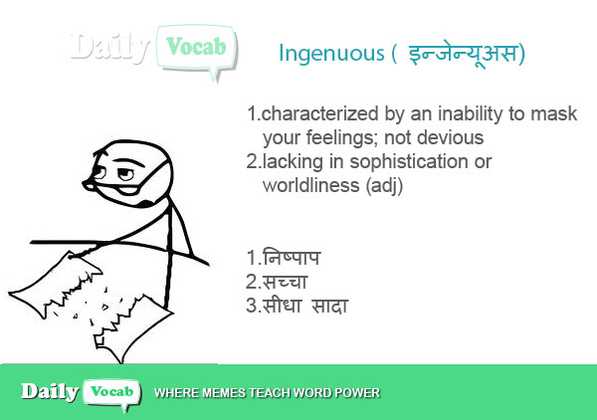 Daily Vocab
Ingenuous ( इन्जेन्यूअस)
1.characterized by an inability to mask
your feelings; not devious
2.lacking in sophistication or
worldliness (adj)
1.निष्पाप
2.सच्चा
3.सीधा सादा
Daily Vocab WHERE MEMES TEACH WORD POWER